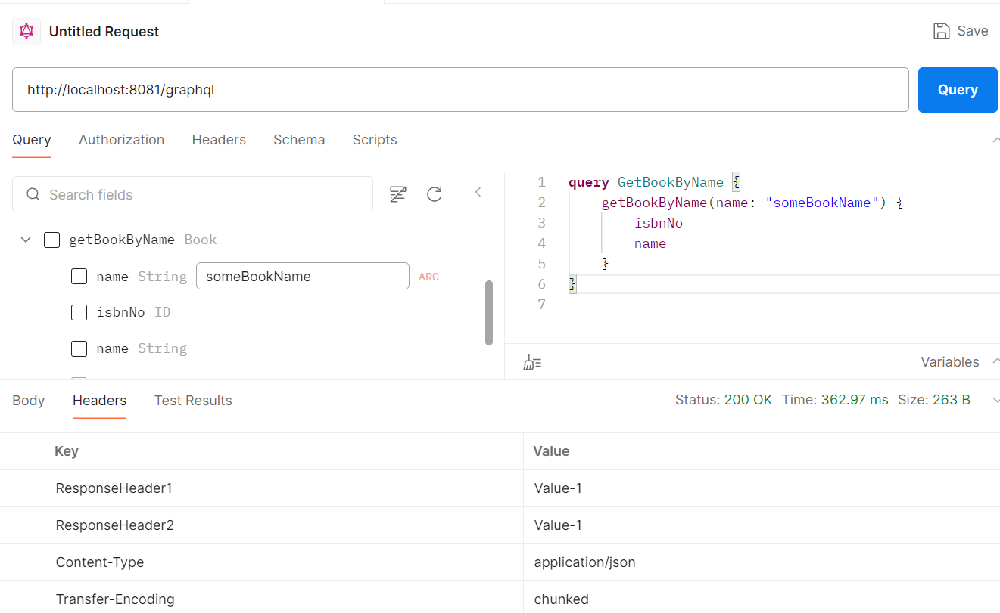 Untitled Request
Save
http://localhost:8081/graphql
Query
Query Authorization Headers Schema Scripts
Search fields
getBookByName Book
name String someBookName ARG
isbnNo ID
name String
1 query GetBookByName {
2 getBookByName(name: "someBookName") {
3 isbnNo
4 name
5 }
6 }
7
Variables
Body Headers Test Results
Status: 200 OK Time: 362.97 ms Size: 263 B
Key Value
ResponseHeader1 Value-1
ResponseHeader2 Value-1
Content-Type application/json
Transfer-Encoding chunked